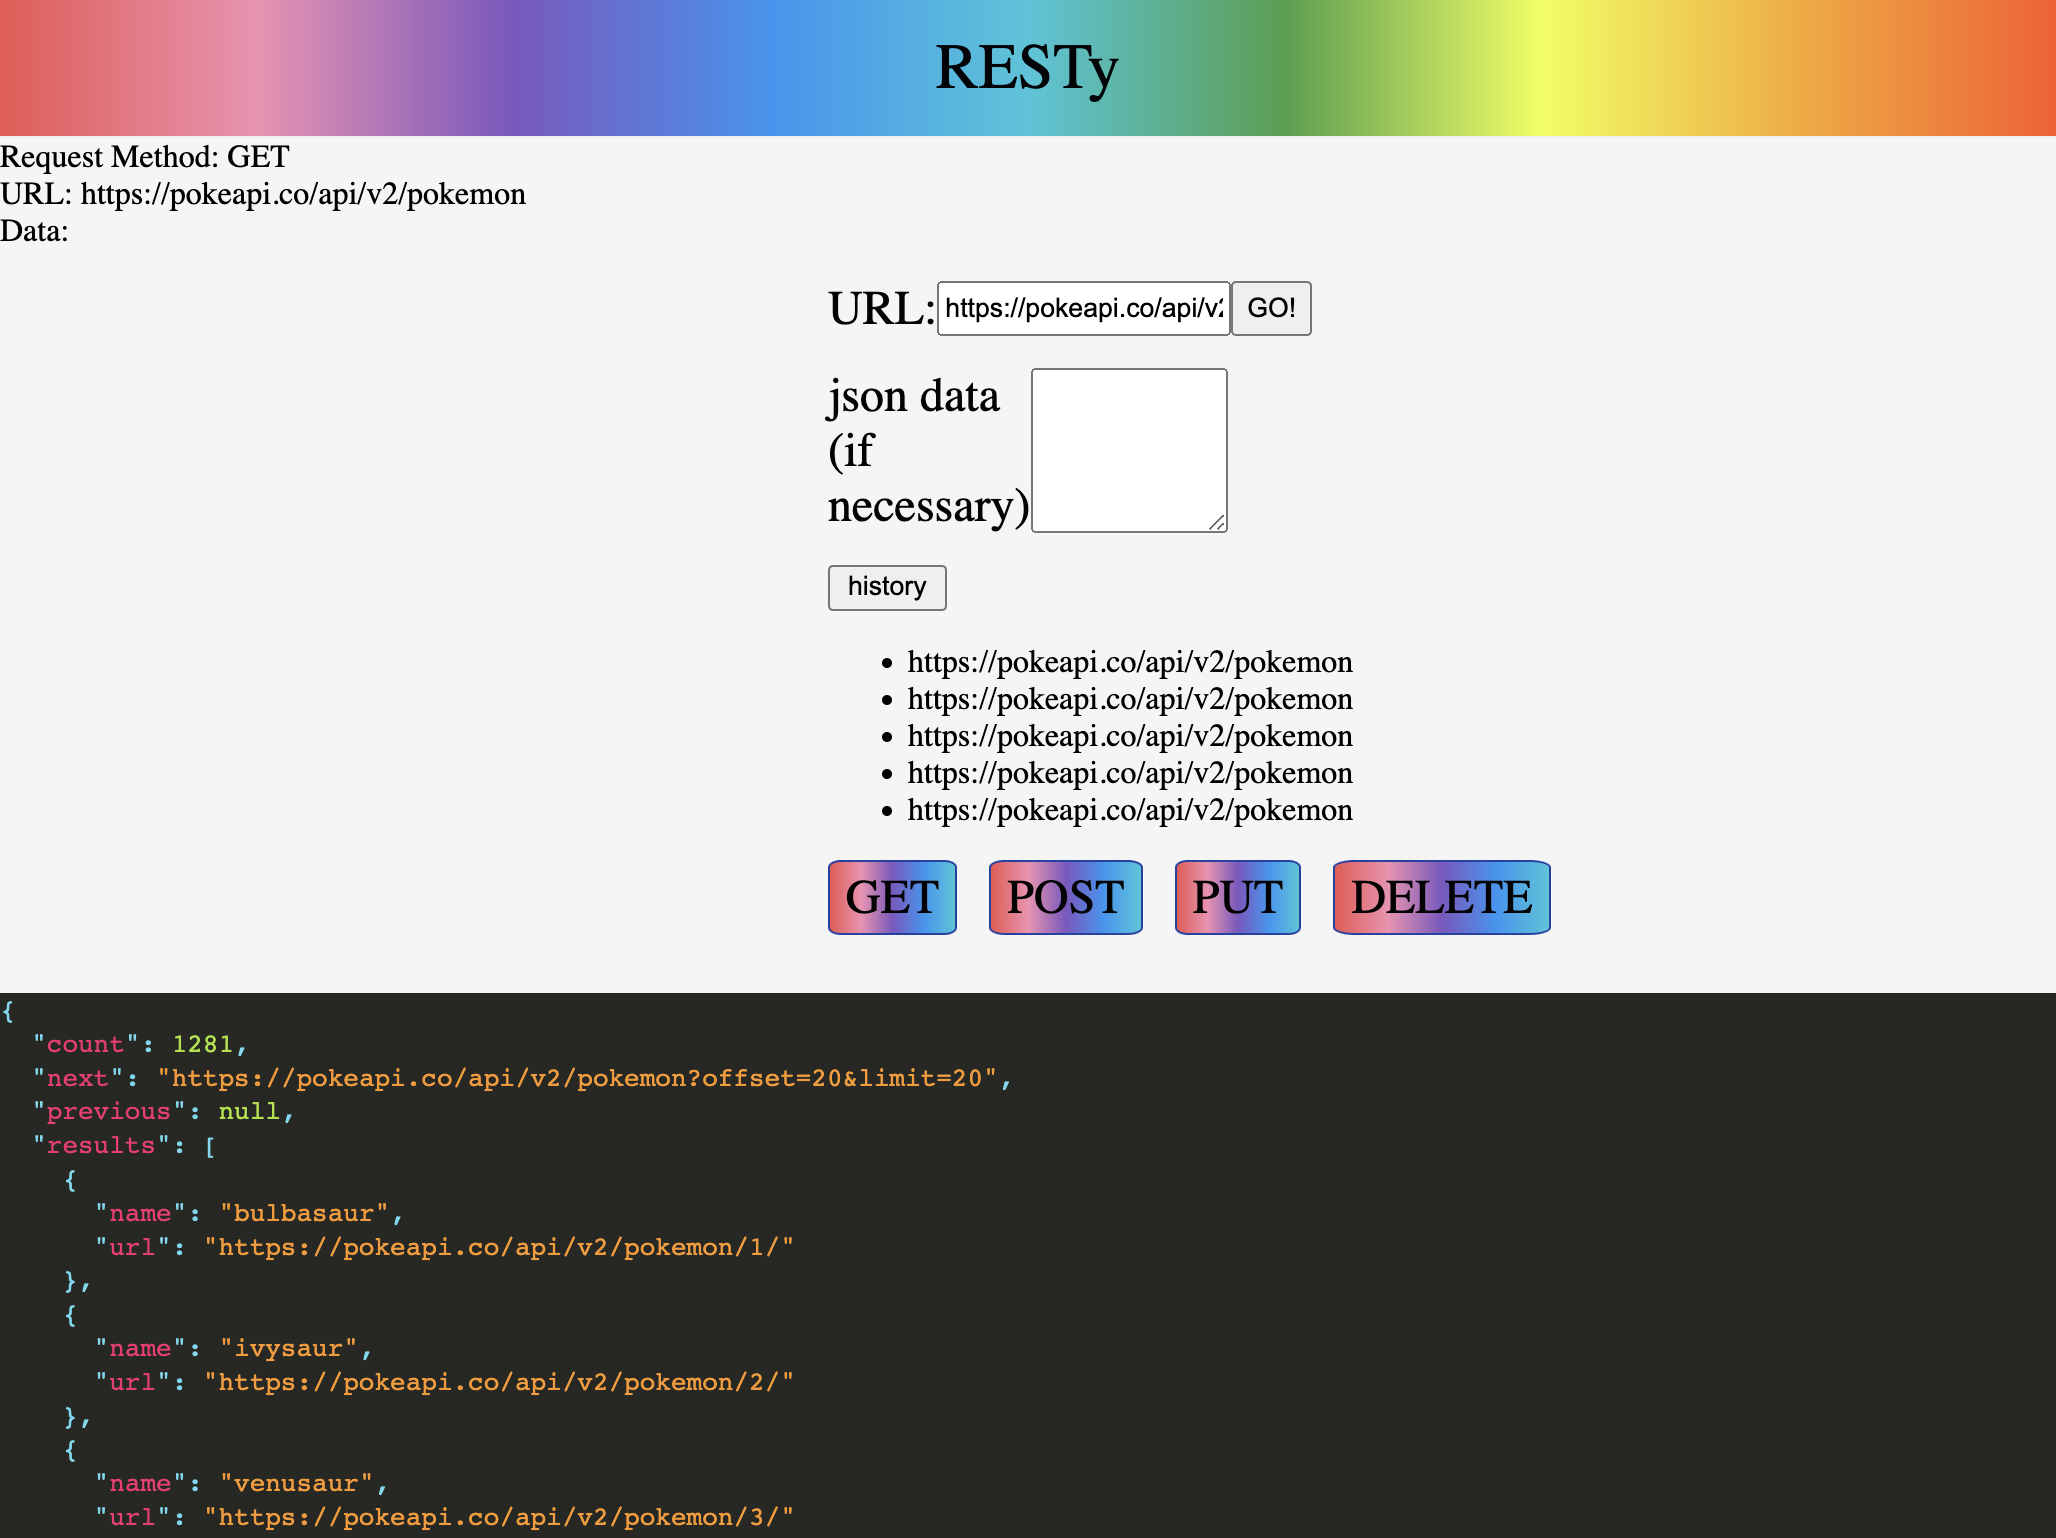 RESTy
Request Method: GET
URL: https://pokeapi.co/api/v2/pokemon
Data:
URL: https://pokeapi.co/api/v2 GO!
json data
(if
necessary)
history
• https://pokeapi.co/api/v2/pokemon
• https://pokeapi.co/api/v2/pokemon
• https://pokeapi.co/api/v2/pokemon
• https://pokeapi.co/api/v2/pokemon
• https://pokeapi.co/api/v2/pokemon
GET POST PUT DELETE
{
  "count": 1281,
  "next": "https://pokeapi.co/api/v2/pokemon?offset=20&limit=20",
  "previous": null,
  "results": [
    {
      "name": "bulbasaur",
      "url": "https://pokeapi.co/api/v2/pokemon/1/"
    },
    {
      "name": "ivysaur",
      "url": "https://pokeapi.co/api/v2/pokemon/2/"
    },
    {
      "name": "venusaur",
      "url": "https://pokeapi.co/api/v2/pokemon/3/"